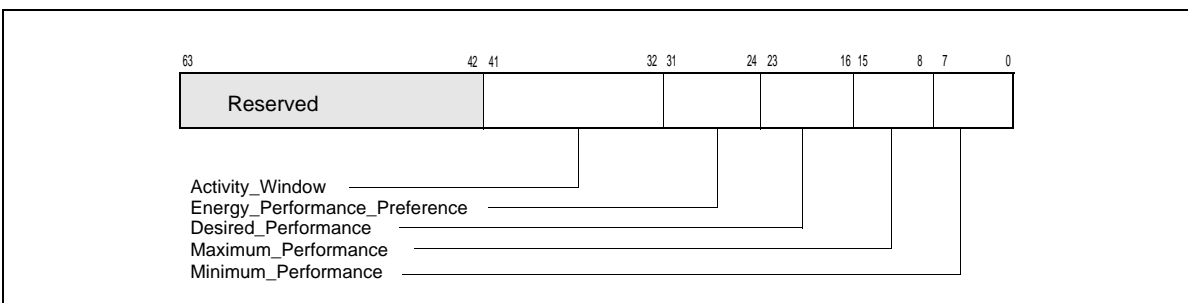 63 42 41 32 31 24 23 16 15 8 7 0
Reserved
Activity_Window
Energy_Performance_Preference
Desired_Performance
Maximum_Performance
Minimum_Performance